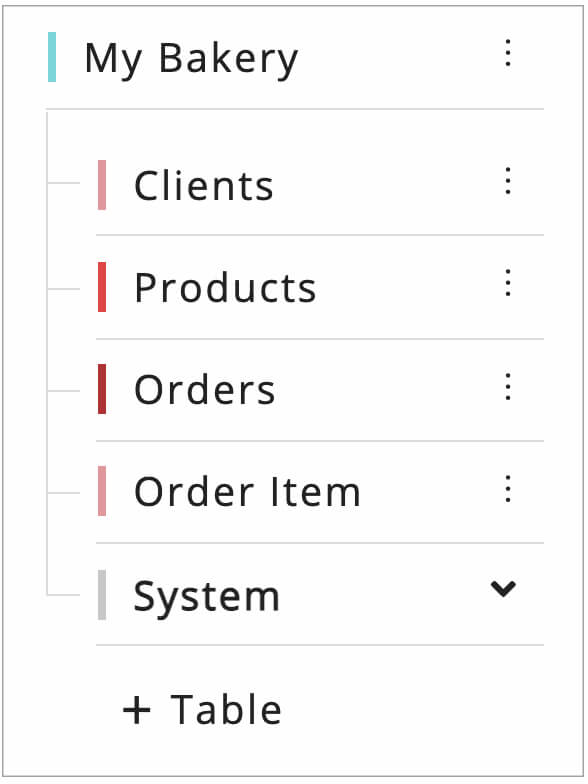 My Bakery
Clients
Products
Orders
Order Item
System
+ Table